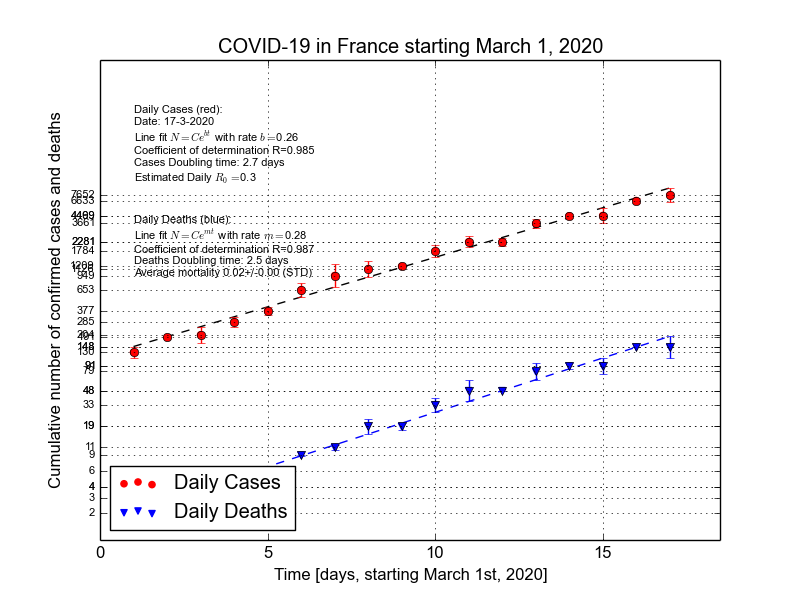 COVID-19 in France starting March 1, 2020
Cumulative number of confirmed cases and deaths
Daily Cases (red):
Date: 17-3-2020
Line fit N=Ce^bt with rate b=0.26
Coefficient of determination R=0.985
Cases Doubling time: 2.7 days
Estimated Daily R_0=0.3
Daily Deaths (blue):
Line fit N=Ce^mt with rate m=0.28
Coefficient of determination R=0.987
Deaths Doubling time: 2.5 days
Average mortality 0.02+/-0.00 (STD)
7652
6633
4499
3661
2281
1784
1209
949
653
377
285
204
148
130
91
79
48
33
19
11
9
6
4
3
2
Daily Cases
Daily Deaths
0
5
10
15
Time [days, starting March 1st, 2020]